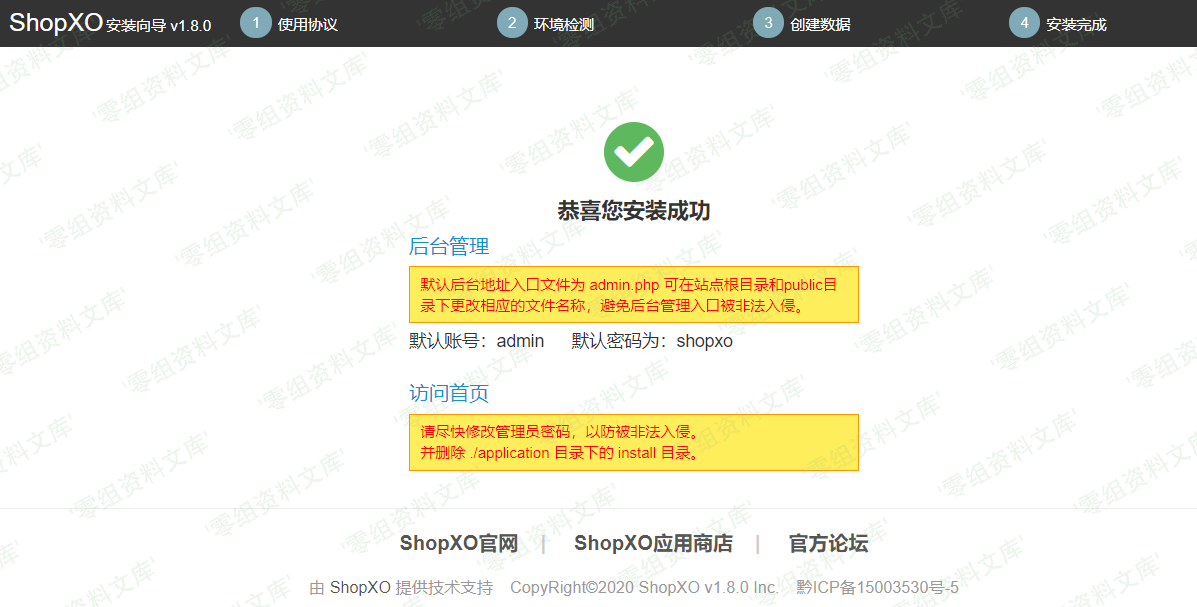 ShopXO 安装向导 v1.8.0 1 使用协议 2 环境检测 3 创建数据 4 安装完成
恭喜您安装成功
后台管理
默认后台地址入口文件为 admin.php 可在站点根目录和public目
录下更改相应的文件名称，避免后台管理入口被非法入侵。
默认账号：admin 默认密码为：shopxo
访问首页
请尽快修改管理员密码，以防被非法入侵。
并删除 ./application 目录下的 install 目录。
ShopXO官网 | ShopXO应用商店 | 官方论坛
由 ShopXO 提供技术支持 CopyRight©2020 ShopXO v1.8.0 Inc. 黔ICP备15003530号-5
'零组资料文库'